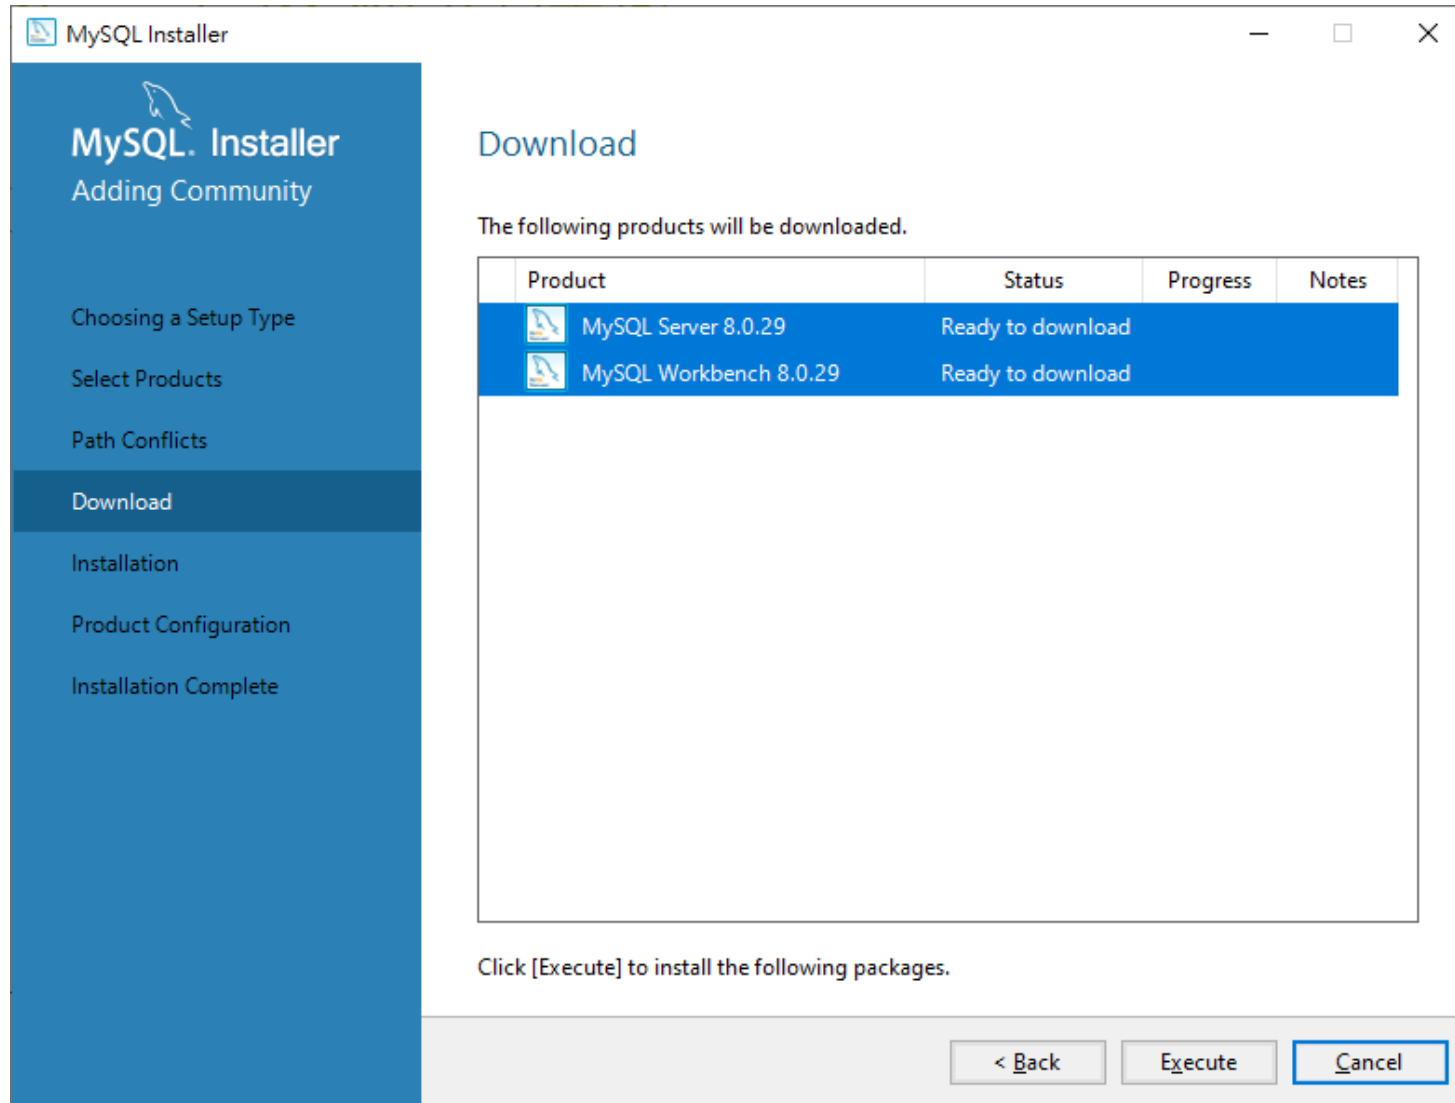 MySQL Installer
MySQL. Installer
Adding Community
Choosing a Setup Type
Select Products
Path Conflicts
Download
Installation
Product Configuration
Installation Complete
Download
The following products will be downloaded.
Product Status Progress Notes
MySQL Server 8.0.29 Ready to download
MySQL Workbench 8.0.29 Ready to download
Click [Execute] to install the following packages.
< Back Execute Cancel